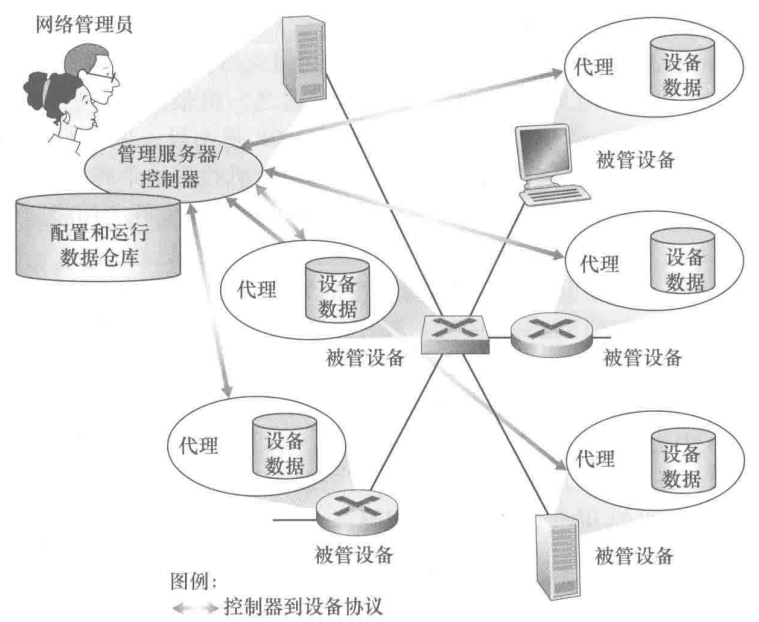 网络管理员
代理
设备
数据
管理服务器/
控制器
被管设备
配置和运行
数据仓库
代理
设备
数据
代理
设备
数据
被管设备
被管设备
代理
设备
数据
代理
设备
数据
被管设备
被管设备
图例：
控制器到设备协议